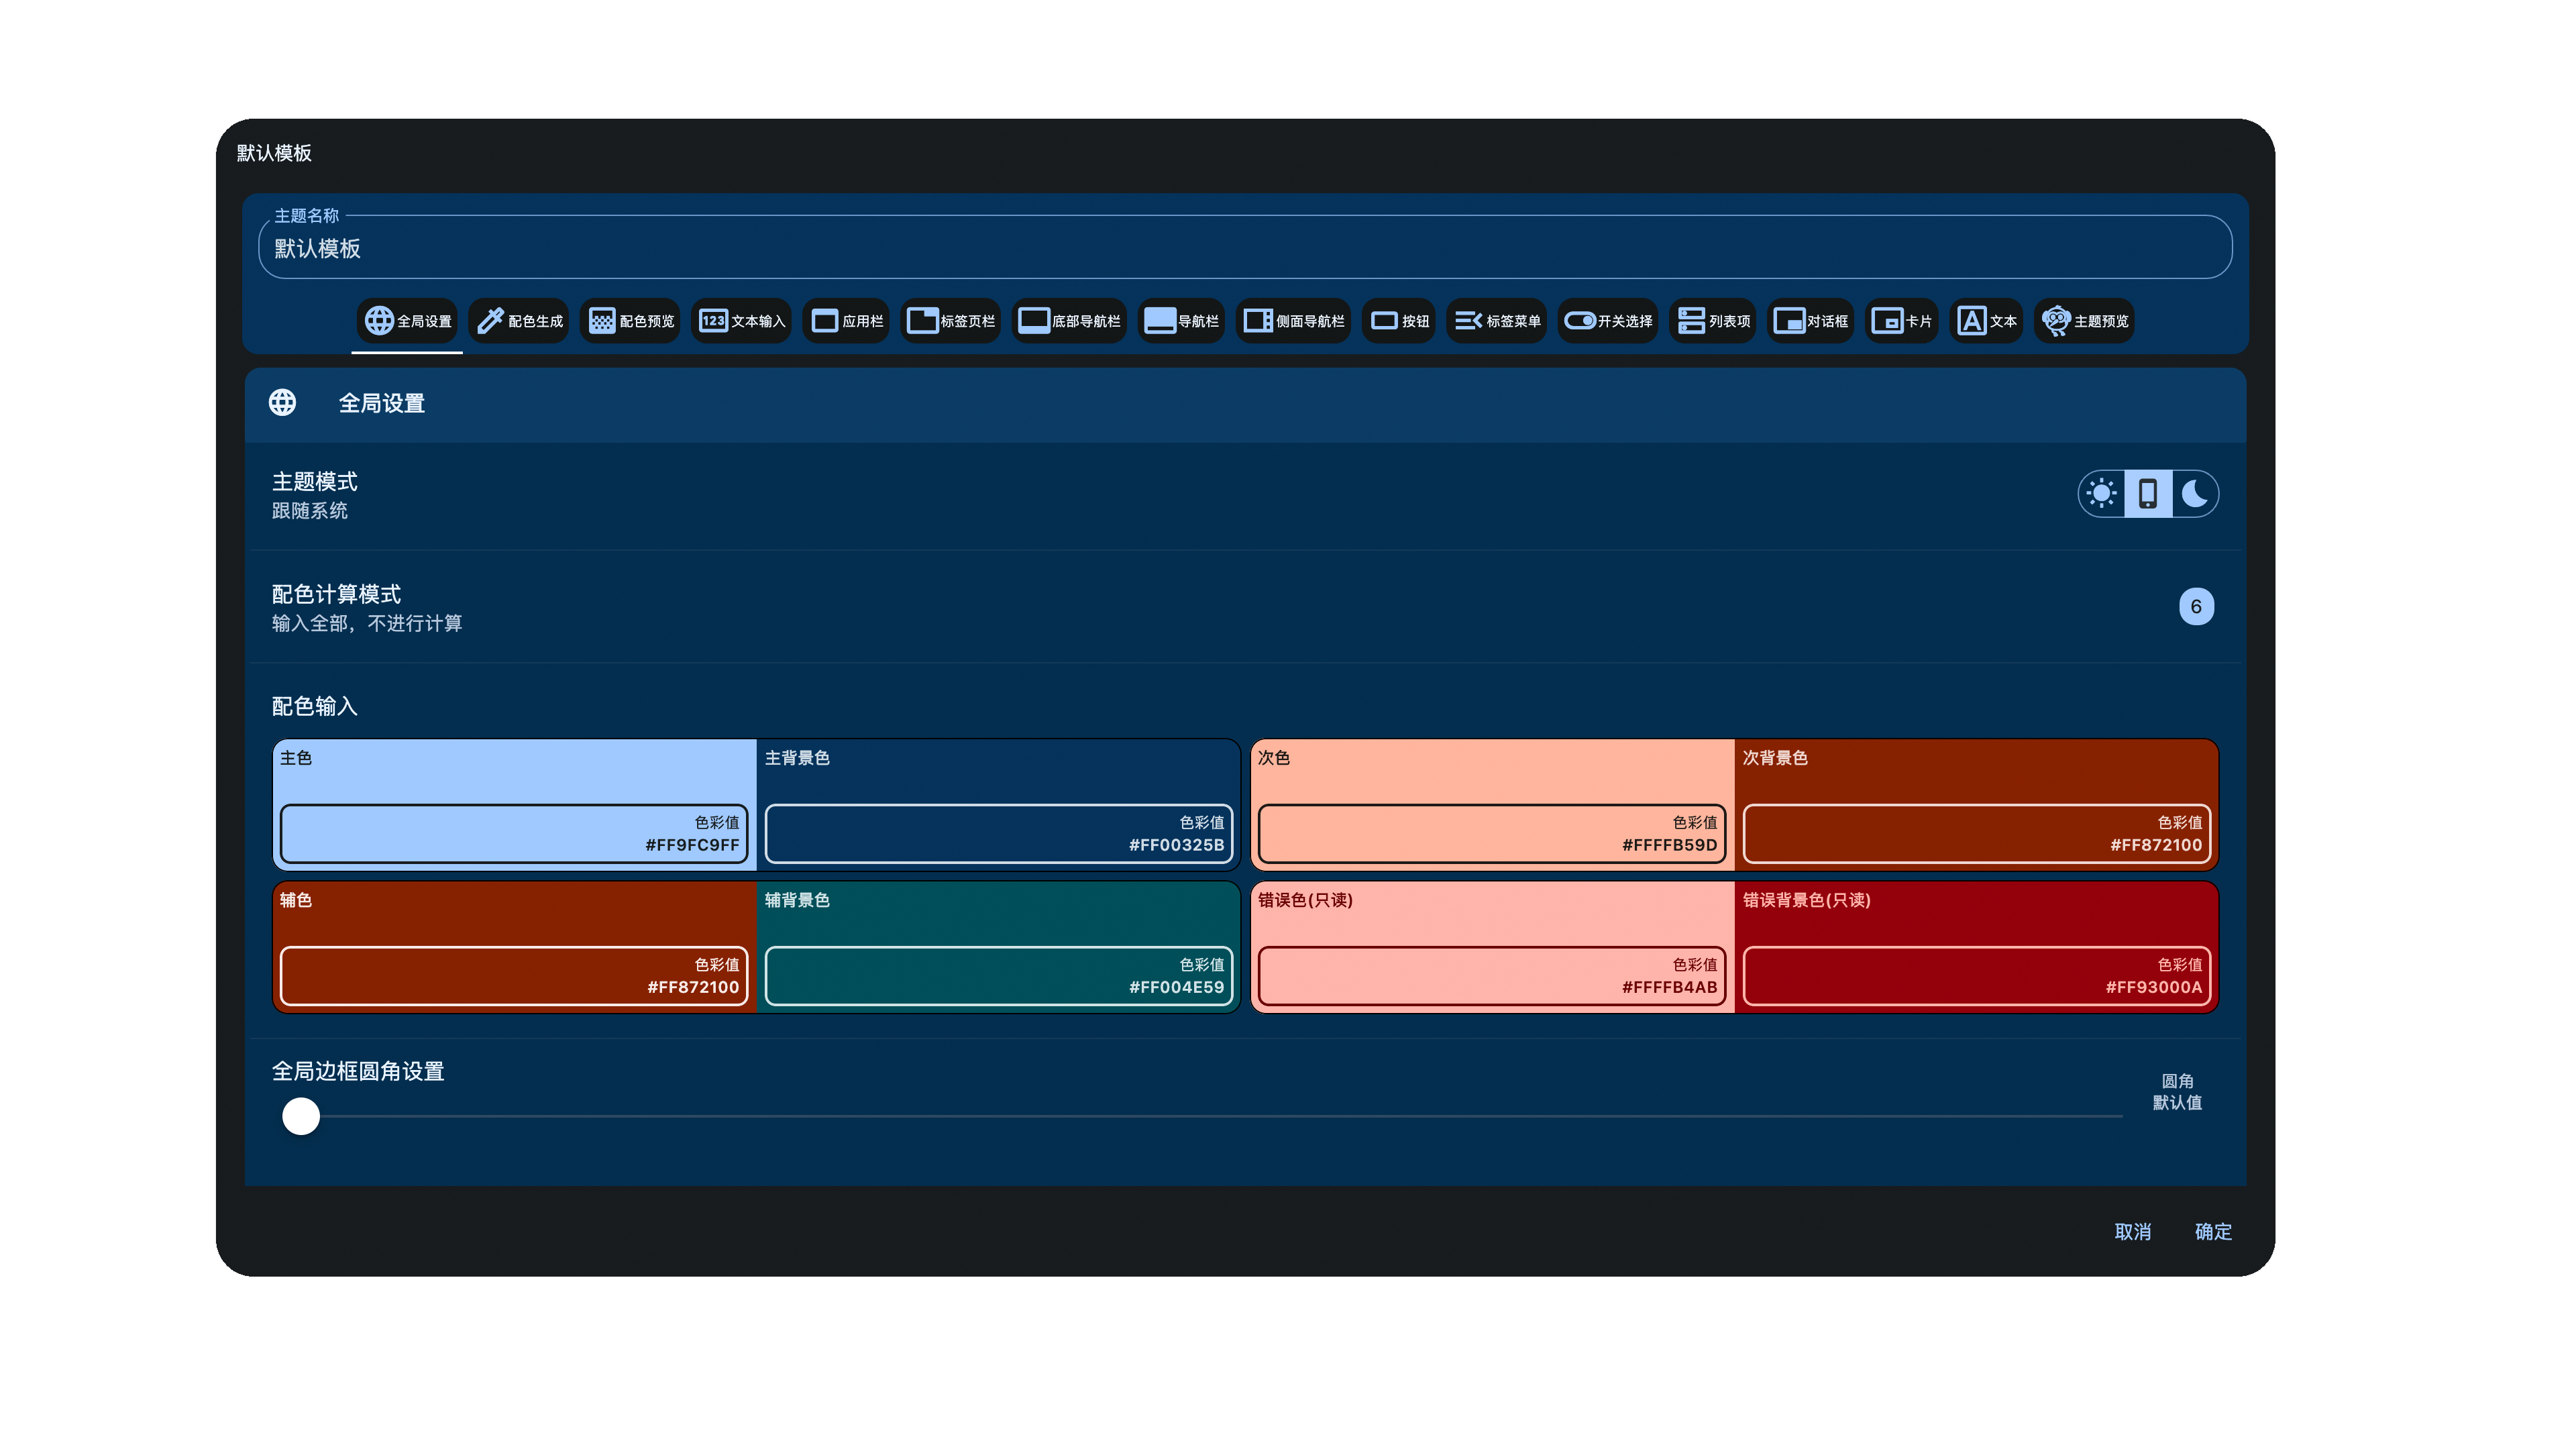 默认模板
主题名称
默认模板
全局设置 配色生成 配色预览 123 文本输入 应用栏 标签页栏 底部导航栏 导航栏 侧面导航栏 按钮 标签菜单 开关选择 列表项 对话框 卡片 A 文本 主题预览
全局设置
主题模式
跟随系统
配色计算模式
输入全部，不进行计算
6
配色输入
主色 主背景色 次色 次背景色
色彩值 色彩值 色彩值 色彩值
#FF9FC9FF #FF00325B #FFFFB59D #FF872100
辅色 辅背景色 错误色(只读) 错误背景色(只读)
色彩值 色彩值 色彩值 色彩值
#FF872100 #FF004E59 #FFFFB4AB #FF93000A
全局边框圆角设置
圆角
默认值
取消 确定